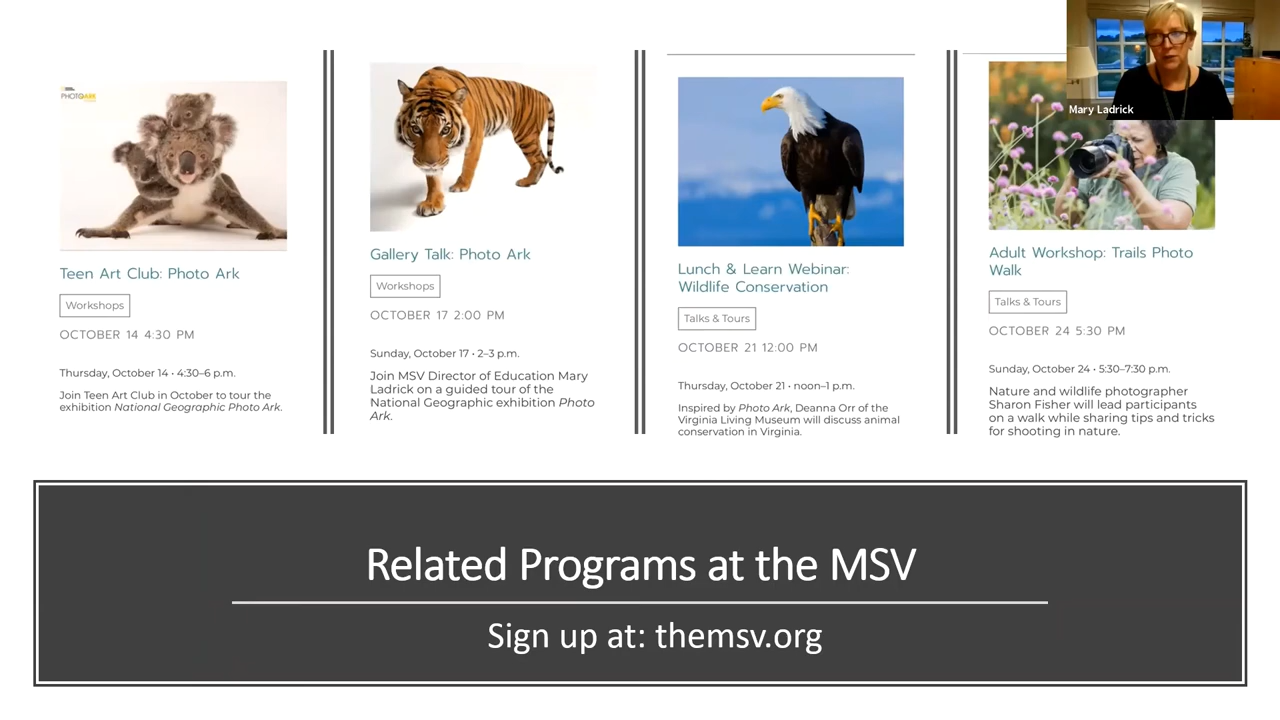 Mary Ladrick
PHOTOARK
Teen Art Club: Photo Ark
Workshops
OCTOBER 14 4:30 PM
Thursday, October 14 • 4:30–6 p.m.
Join Teen Art Club in October to tour the
exhibition National Geographic Photo Ark.
Gallery Talk: Photo Ark
Workshops
OCTOBER 17 2:00 PM
Sunday, October 17 • 2–3 p.m.
Join MSV Director of Education Mary
Ladrick on a guided tour of the
National Geographic exhibition Photo
Ark.
Lunch & Learn Webinar:
Wildlife Conservation
Talks & Tours
OCTOBER 21 12:00 PM
Thursday, October 21 • noon–1 p.m.
Inspired by Photo Ark, Deanna Orr of the
Virginia Living Museum will discuss animal
conservation in Virginia.
Adult Workshop: Trails Photo
Walk
Talks & Tours
OCTOBER 24 5:30 PM
Sunday, October 24 • 5:30–7:30 p.m.
Nature and wildlife photographer
Sharon Fisher will lead participants
on a walk while sharing tips and tricks
for shooting in nature.
Related Programs at the MSV
Sign up at: themsv.org